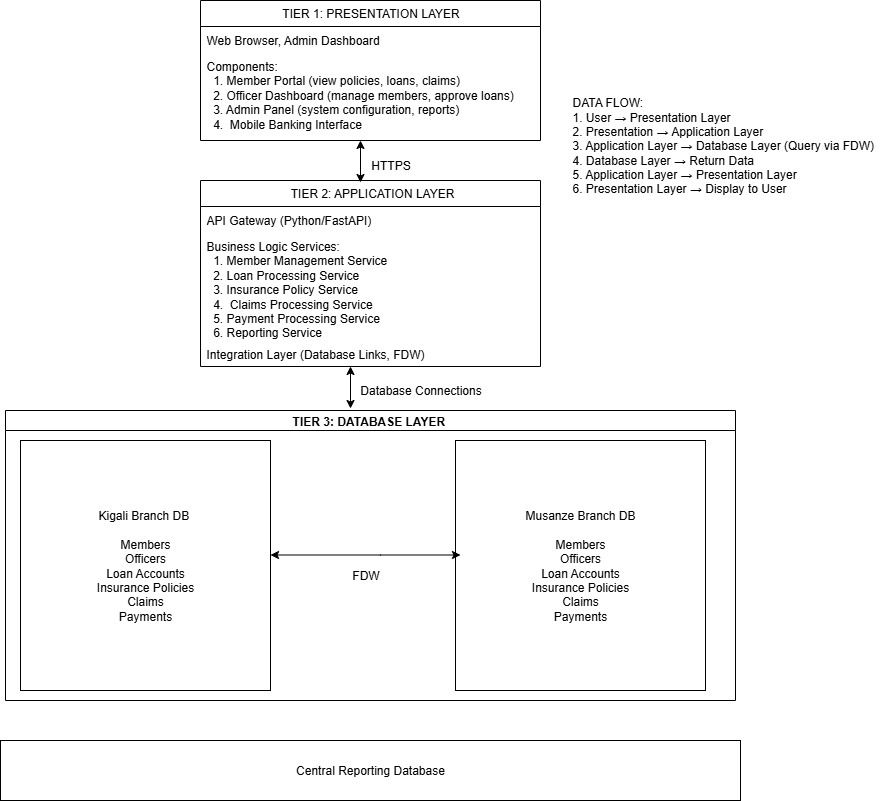 TIER 1: PRESENTATION LAYER
Web Browser, Admin Dashboard
Components:
1. Member Portal (view policies, loans, claims)
2. Officer Dashboard (manage members, approve loans)
3. Admin Panel (system configuration, reports)
4. Mobile Banking Interface
HTTPS
TIER 2: APPLICATION LAYER
API Gateway (Python/FastAPI)
Business Logic Services:
1. Member Management Service
2. Loan Processing Service
3. Insurance Policy Service
4. Claims Processing Service
5. Payment Processing Service
6. Reporting Service
Integration Layer (Database Links, FDW)
Database Connections
DATA FLOW:
1. User → Presentation Layer
2. Presentation → Application Layer
3. Application Layer → Database Layer (Query via FDW)
4. Database Layer → Return Data
5. Application Layer → Presentation Layer
6. Presentation Layer → Display to User
TIER 3: DATABASE LAYER
Kigali Branch DB
Members
Officers
Loan Accounts
Insurance Policies
Claims
Payments
FDW
Musanze Branch DB
Members
Officers
Loan Accounts
Insurance Policies
Claims
Payments
Central Reporting Database